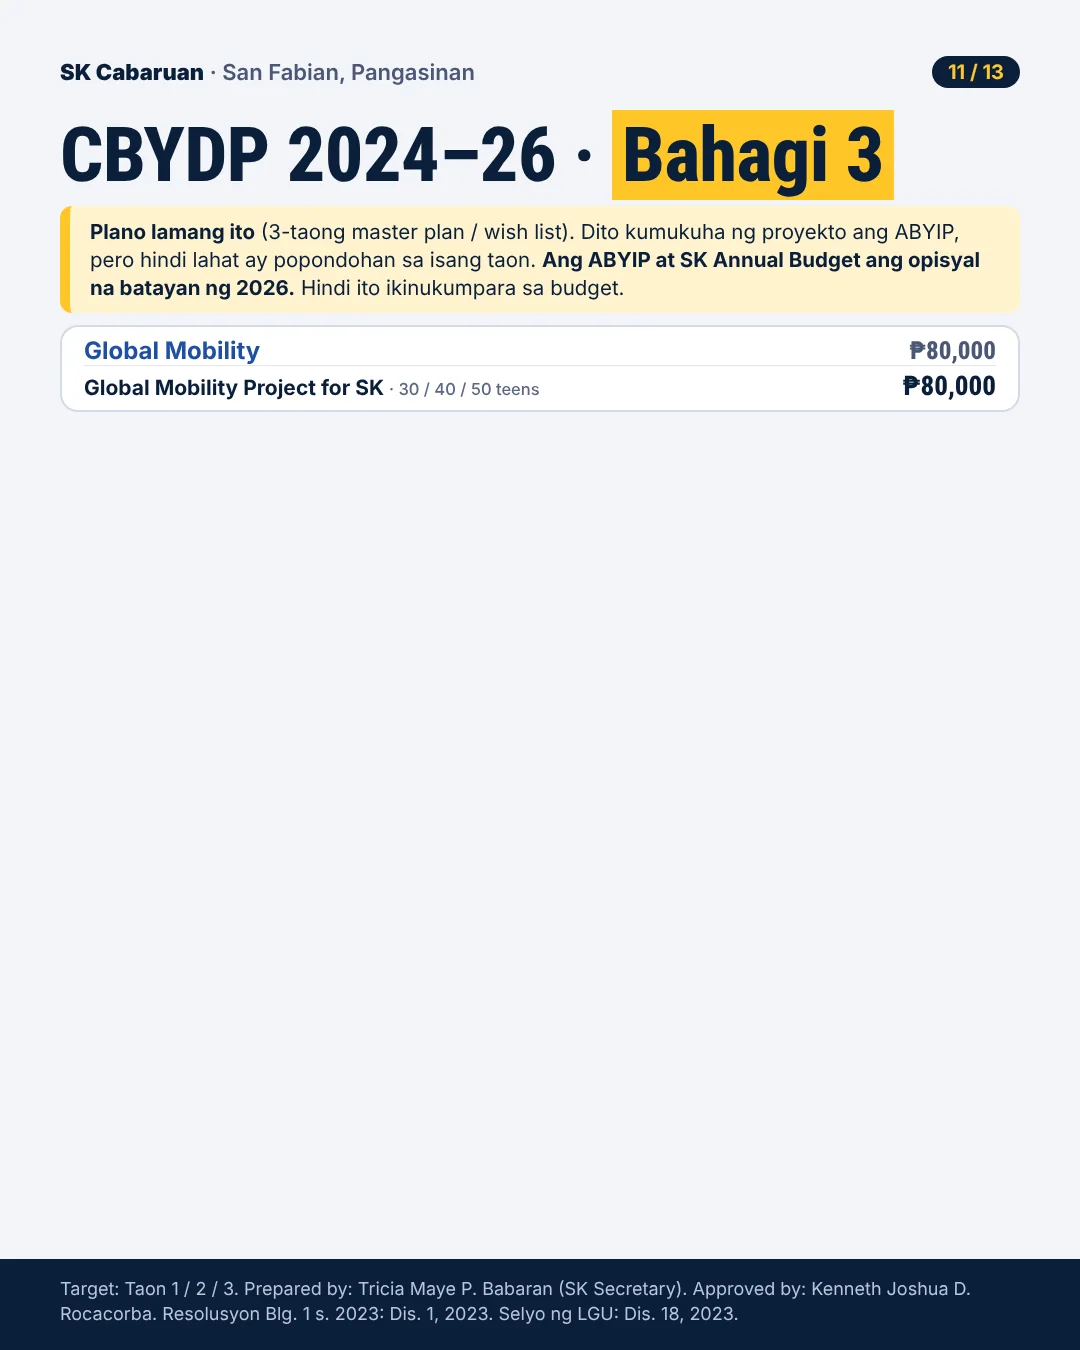 SK Cabaruan · San Fabian, Pangasinan
11 / 13
CBYDP 2024–26 · Bahagi 3
Plano lamang ito (3-taong master plan / wish list). Dito kumukuha ng proyekto ang ABYIP,
pero hindi lahat ay popondohan sa isang taon. Ang ABYIP at SK Annual Budget ang opisyal
na batayan ng 2026. Hindi ito ikinukumpara sa budget.
Global Mobility ₱80,000
Global Mobility Project for SK · 30 / 40 / 50 teens ₱80,000
Target: Taon 1 / 2 / 3. Prepared by: Tricia Maye P. Babaran (SK Secretary). Approved by: Kenneth Joshua D.
Rocacorba. Resolusyon Blg. 1 s. 2023: Dis. 1, 2023. Selyo ng LGU: Dis. 18, 2023.